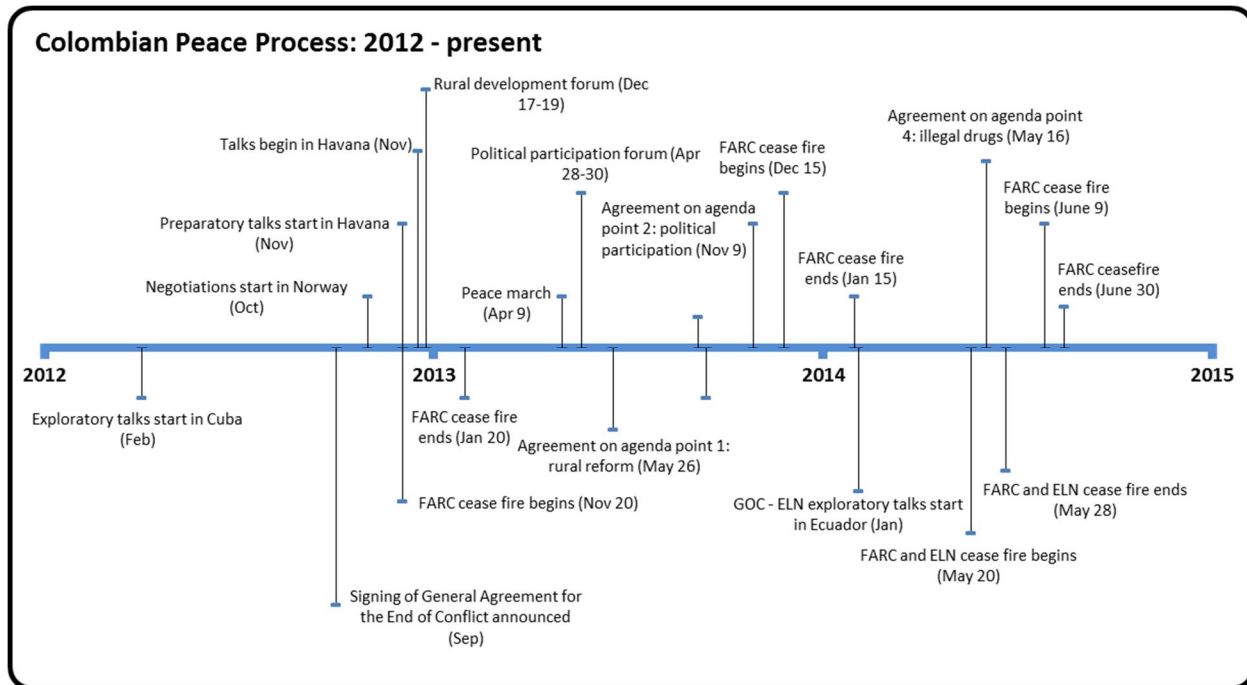 Colombian Peace Process: 2012 - present
Rural development forum (Dec
17-19)
Talks begin in Havana (Nov)
Preparatory talks start in Havana
(Nov)
Negotiations start in Norway
(Oct)
Political participation forum (Apr
28-30)
Peace march
(Apr 9)
Agreement on agenda
point 2: political
participation (Nov 9)
FARC cease fire
begins (Dec 15)
FARC cease fire
ends (Jan 15)
Agreement on agenda point
4: illegal drugs (May 16)
FARC cease fire
begins (June 9)
FARC ceasefire
ends (June 30)
2012
2013
2014
2015
Exploratory talks start in Cuba
(Feb)
FARC cease fire
ends (Jan 20)
Agreement on agenda point 1:
rural reform (May 26)
FARC cease fire begins (Nov 20)
Signing of General Agreement for
the End of Conflict announced
(Sep)
GOC - ELN exploratory talks start
in Ecuador (Jan)
FARC and ELN cease fire ends
(May 28)
FARC and ELN cease fire begins
(May 20)